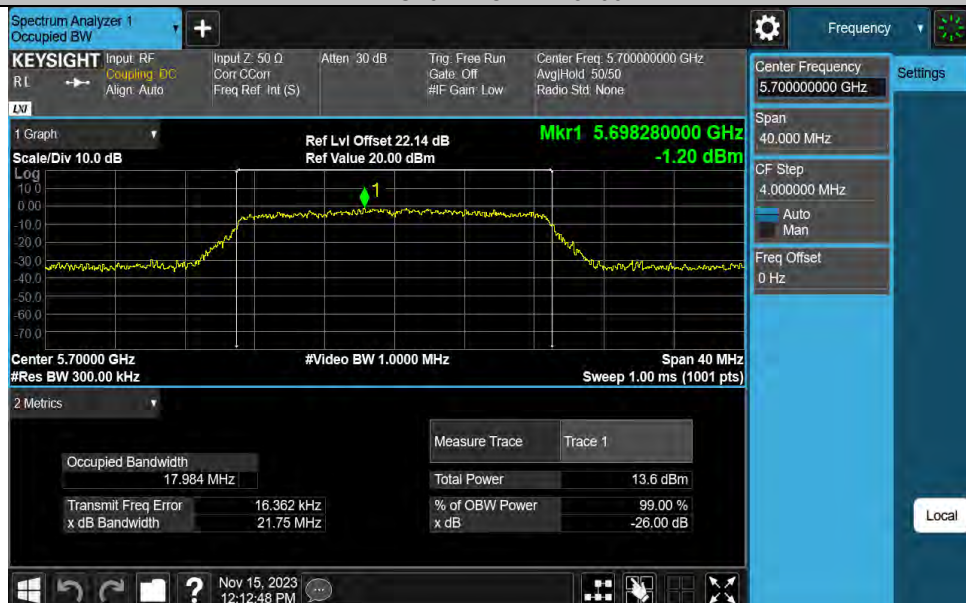 Spectrum Analyzer 1
Occupied BW
+
Frequency
KEYSIGHT
RL
LXI
Input: RF
Coupling: DC
Align: Auto
Input Z: 50 Ω
Corr CCorr
Freq Ref: Int (S)
Atten: 30 dB
Trig: Free Run
Gate: Off
#IF Gain: Low
Center Freq: 5.700000000 GHz
Avg|Hold: 50/50
Radio Std: None
Center Frequency
5.700000000 GHz
Settings
Span
40.000 MHz
CF Step
4.000000 MHz
Auto
Man
Freq Offset
0 Hz
Local
1 Graph
Scale/Div 10.0 dB
Ref Lvl Offset 22.14 dB
Ref Value 20.00 dBm
Mkr1 5.698280000 GHz
-1.20 dBm
Log
10.0
0.00
-10.0
-20.0
-30.0
-40.0
-50.0
-60.0
-70.0
1
Center 5.70000 GHz
#Res BW 300.00 kHz
#Video BW 1.0000 MHz
Span 40 MHz
Sweep 1.00 ms (1001 pts)
2 Metrics
Measure Trace Trace 1
Occupied Bandwidth
17.984 MHz
Total Power 13.6 dBm
Transmit Freq Error 16.362 kHz
% of OBW Power 99.00 %
x dB Bandwidth 21.75 MHz
x dB -26.00 dB
?
Nov 15, 2023
12:12:48 PM